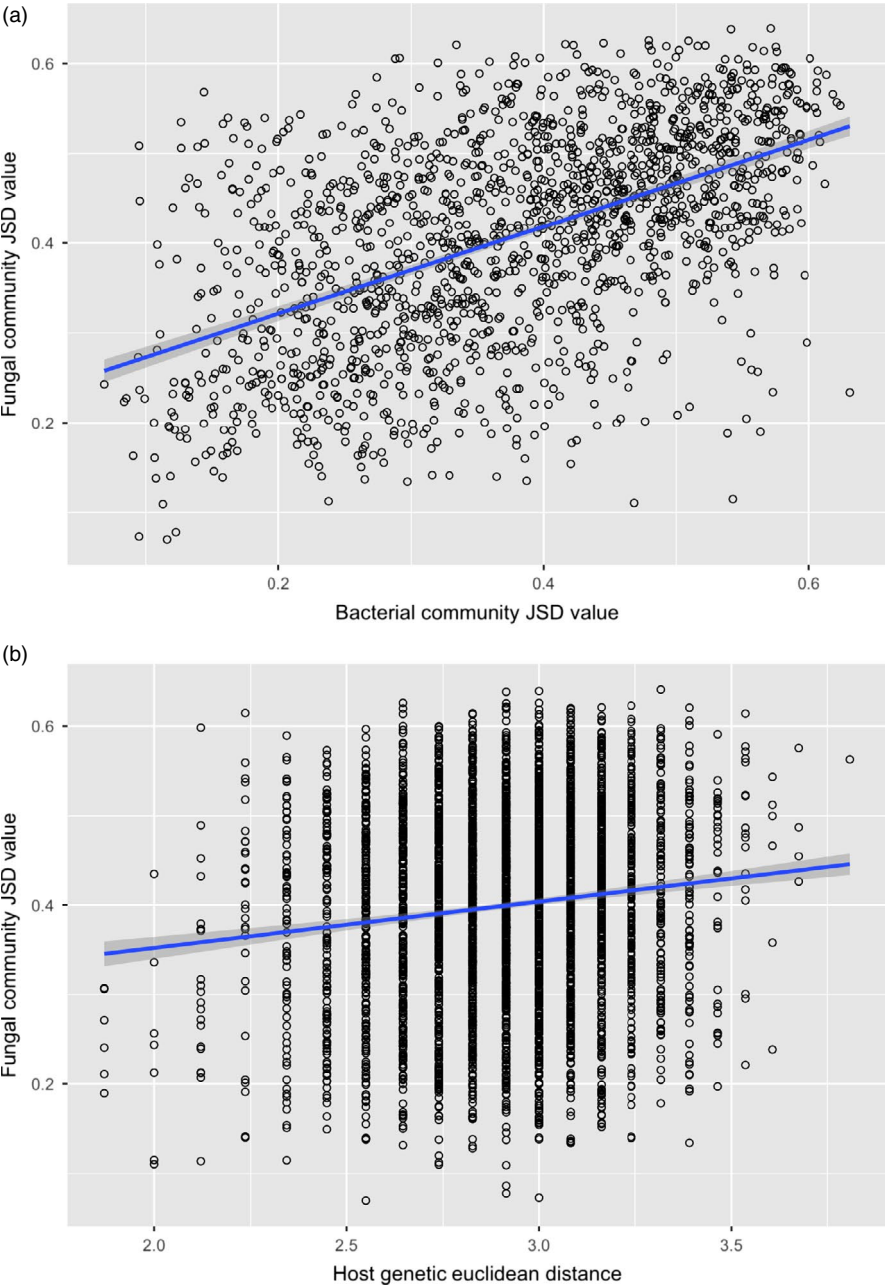 (a)
0.6
0.4
0.2
Fungal community JSD value
0.2 0.4 0.6
Bacterial community JSD value
(b)
0.6
0.4
0.2
Fungal community JSD value
2.0 2.5 3.0 3.5
Host genetic euclidean distance